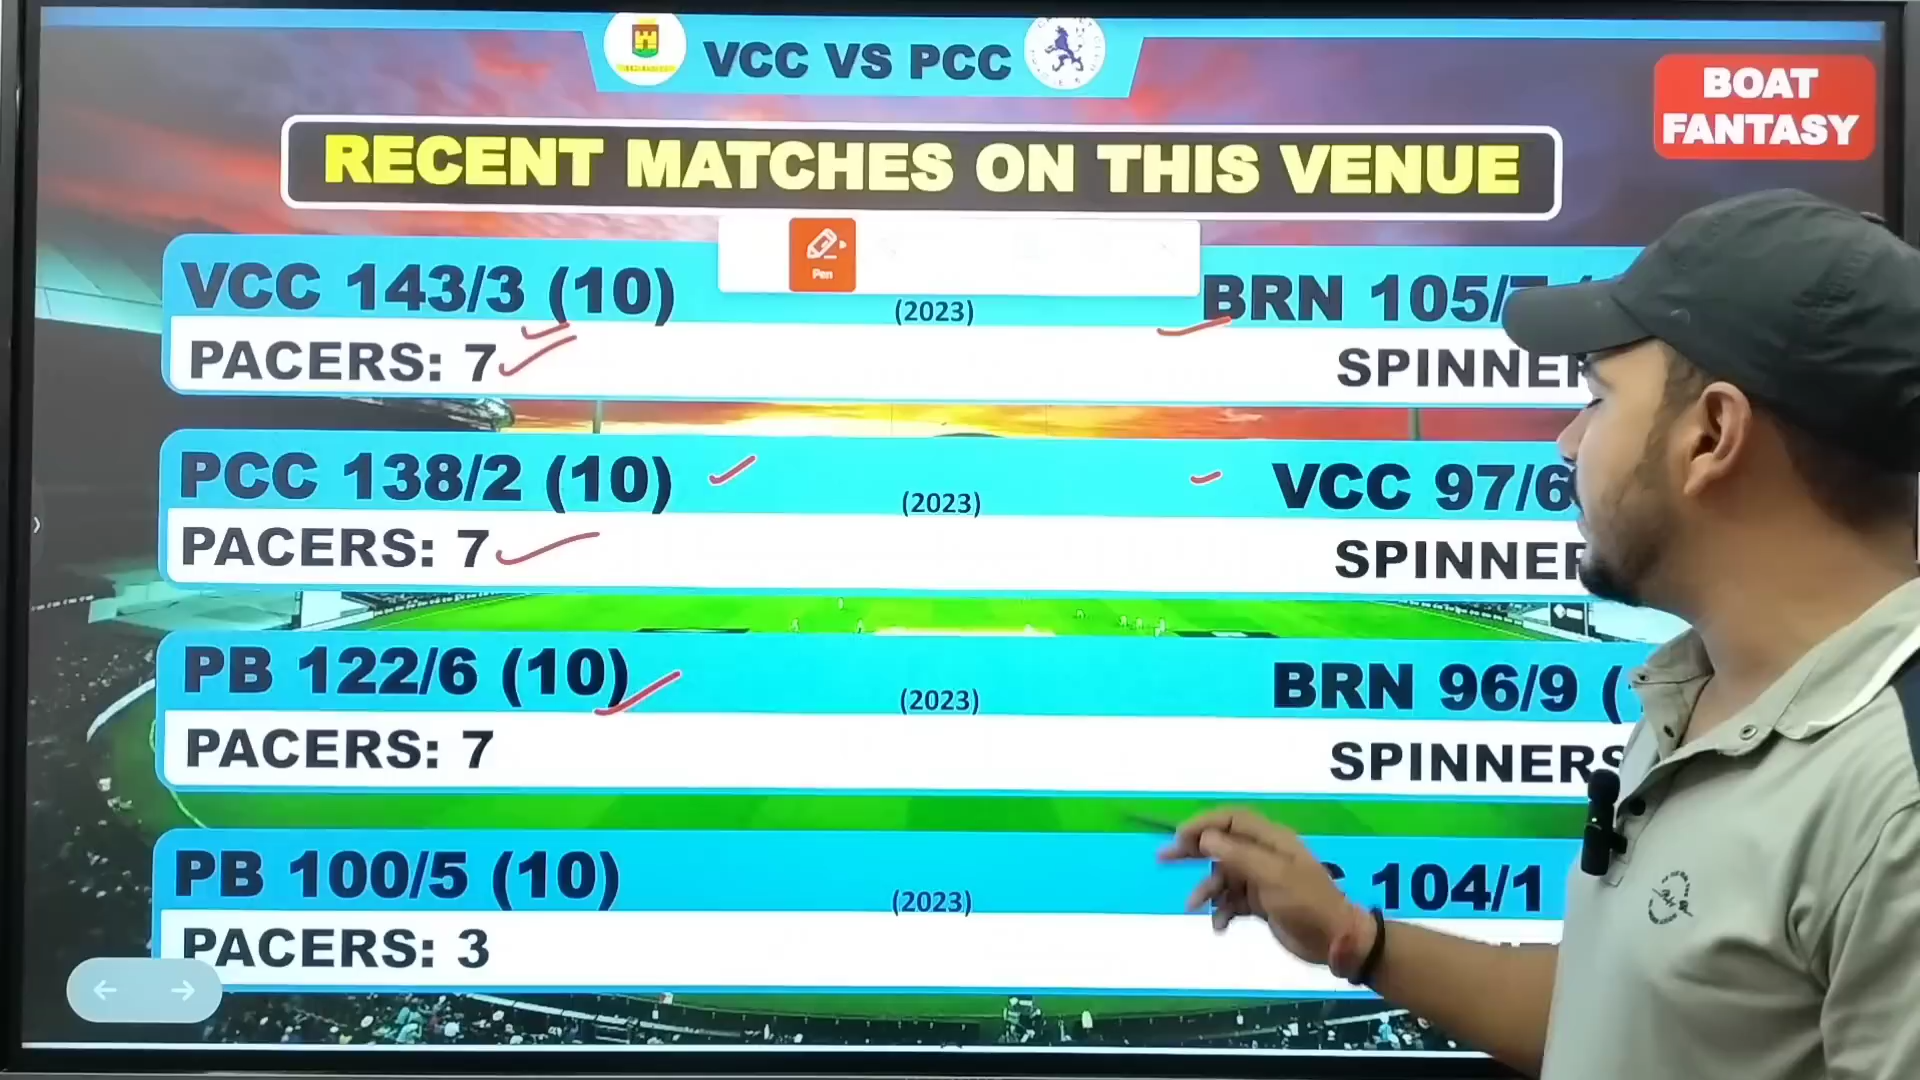 VCC VS PCC
BOAT
FANTASY
RECENT MATCHES ON THIS VENUE
Pen
VCC 143/3 (10)
(2023)
BRN 105/
PACERS: 7
SPINNER
PCC 138/2 (10)
(2023)
VCC 97/6
PACERS: 7
SPINNER
PB 122/6 (10)
(2023)
BRN 96/9 (
PACERS: 7
SPINNERS
PB 100/5 (10)
(2023)
104/1
PACERS: 3